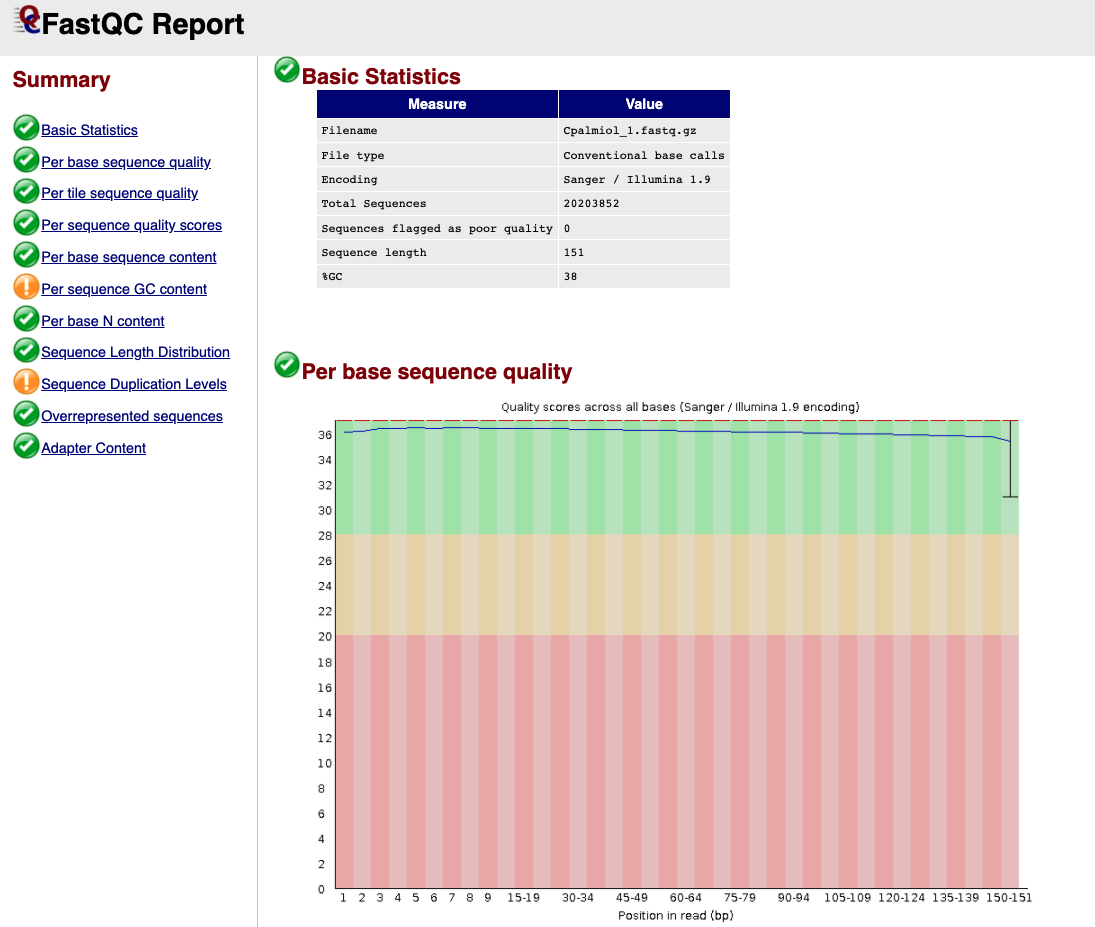 FastQC Report
Summary
Basic Statistics
Per base sequence quality
Per tile sequence quality
Per sequence quality scores
Per base sequence content
Per sequence GC content
Per base N content
Sequence Length Distribution
Sequence Duplication Levels
Overrepresented sequences
Adapter Content
Basic Statistics
Measure Value
Filename Cpalmiol_1.fastq.gz
File type Conventional base calls
Encoding Sanger / Illumina 1.9
Total Sequences 20203852
Sequences flagged as poor quality 0
Sequence length 151
%GC 38
Per base sequence quality
Quality scores across all bases (Sanger / Illumina 1.9 encoding)
36
34
32
30
28
26
24
22
20
18
16
14
12
10
8
6
4
2
0
1 2 3 4 5 6 7 8 9 15-19 30-34 45-49 60-64 75-79 90-94 105-109 120-124 135-139 150-151
Position in read (bp)